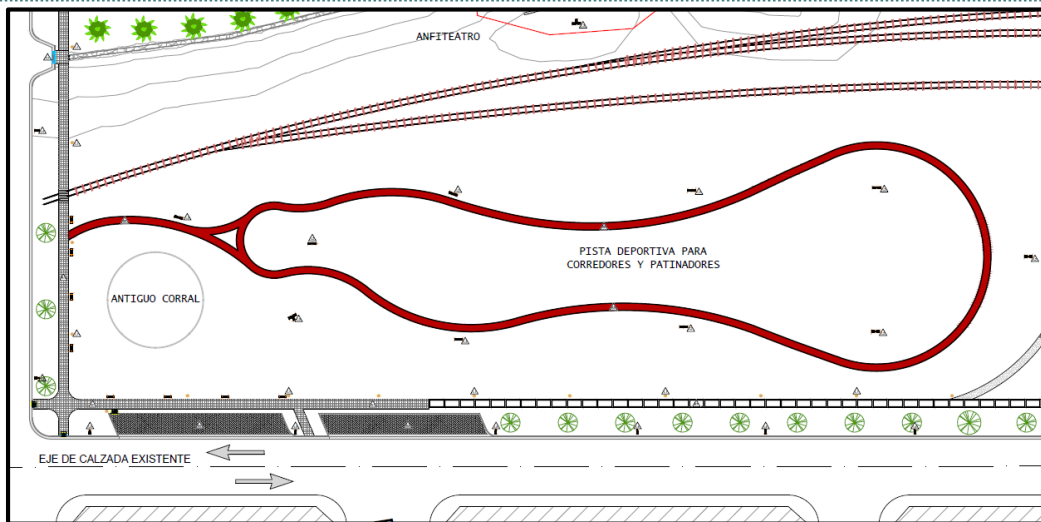 ANFITEATRO
PISTA DEPORTIVA PARA
CORREDORES Y PATINADORES
ANTIGUO CORRAL
EJE DE CALZADA EXISTENTE